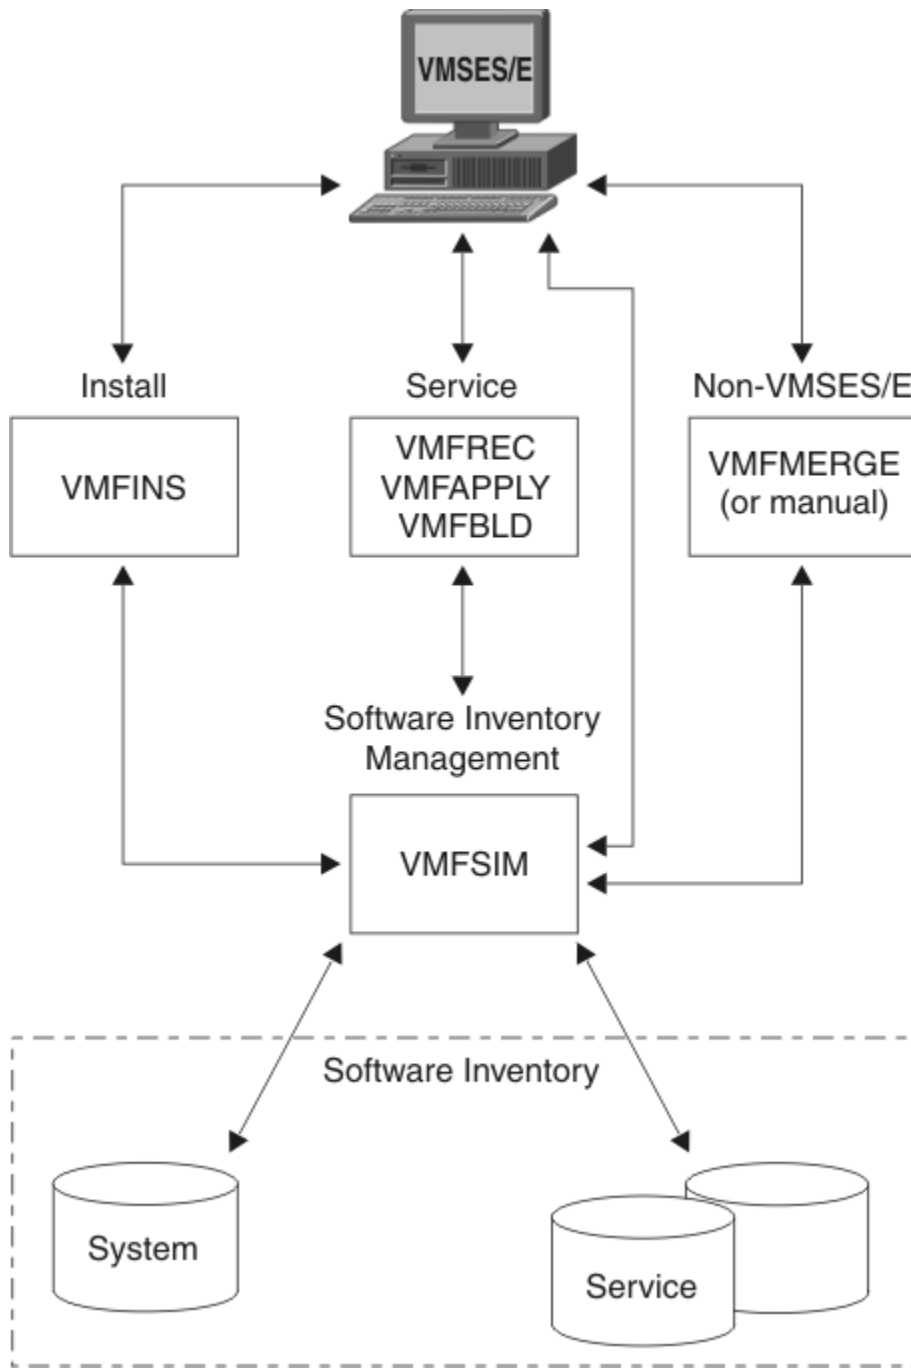 VMSES/E
Install
Service
Non-VMSES/E
VMFINS
VMFREC
VMFAPPLY
VMFBLD
VMFMERGE
(or manual)
Software Inventory
Management
VMFSIM
Software Inventory
System
Service